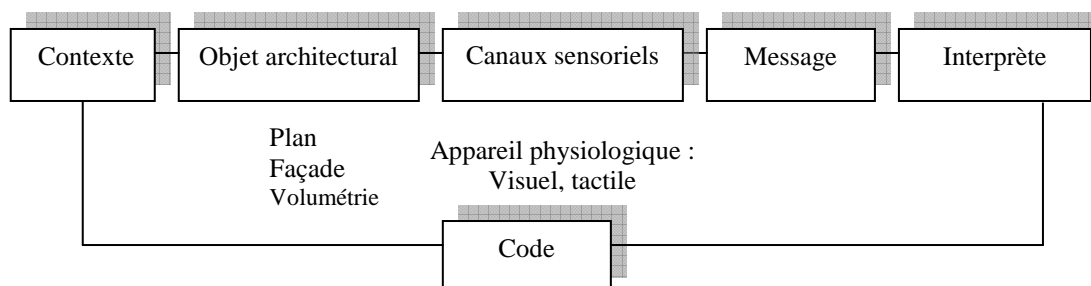 Contexte
Objet architectural
Canaux sensoriels
Message
Interprète
Plan
Façade
Volumétrie
Appareil physiologique :
Visuel, tactile
Code